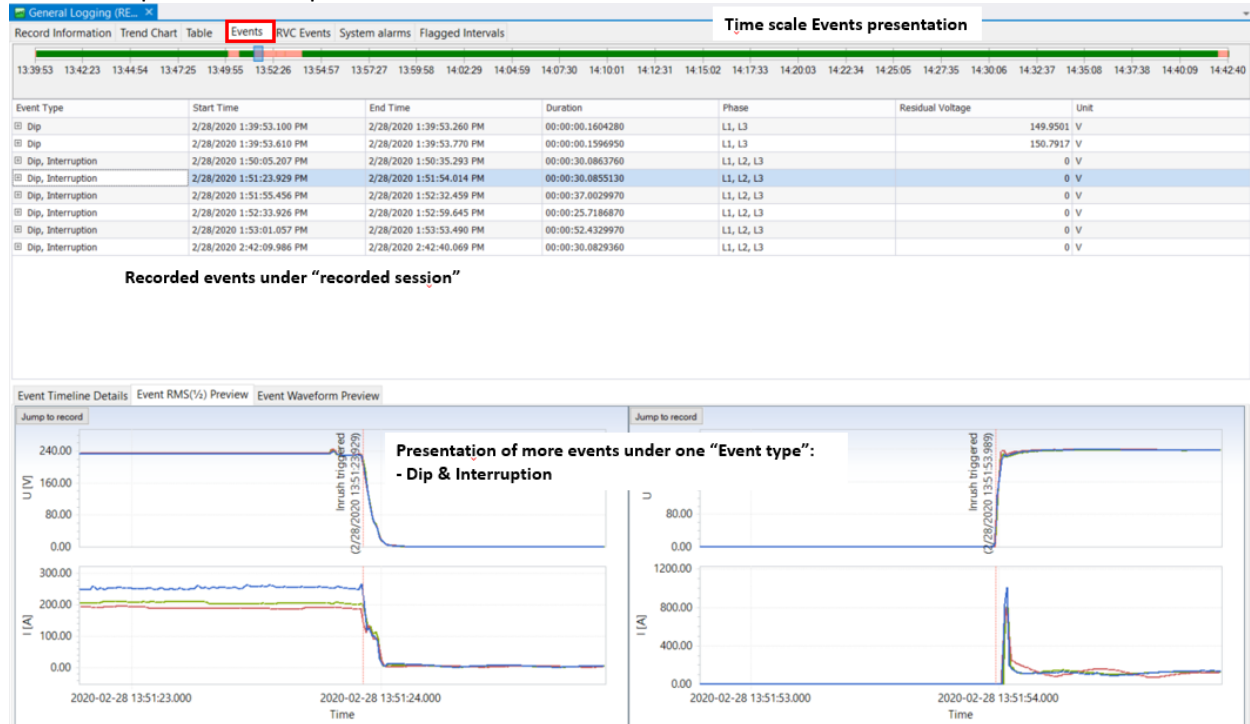 General Logging (RE... ×
Time scale Events presentation
Record Information Trend Chart Table Events RVC Events System alarms Flagged Intervals
13:39:53 13:42:23 13:44:54 13:47:25 13:49:55 13:52:26 13:54:57 13:57:27 13:59:58 14:02:29 14:04:59 14:07:30 14:10:01 14:12:31 14:15:02 14:17:33 14:20:03 14:22:34 14:25:05 14:27:35 14:30:06 14:32:37 14:35:08 14:37:38 14:40:09 14:42:40
Event Type Start Time End Time Duration Phase Residual Voltage Unit
Dip 2/28/2020 1:39:53.100 PM 2/28/2020 1:39:53.260 PM 00:00:00.1604280 L1, L3 149.9501 V
Dip 2/28/2020 1:39:53.610 PM 2/28/2020 1:39:53.770 PM 00:00:00.1596950 L1, L3 150.7917 V
Dip, Interruption 2/28/2020 1:50:05.207 PM 2/28/2020 1:50:35.293 PM 00:00:30.0863760 L1, L2, L3 0 V
Dip, Interruption 2/28/2020 1:51:23.929 PM 2/28/2020 1:51:54.014 PM 00:00:30.0855130 L1, L2, L3 0 V
Dip, Interruption 2/28/2020 1:51:55.456 PM 2/28/2020 1:52:32.459 PM 00:00:37.0029970 L1, L2, L3 0 V
Dip, Interruption 2/28/2020 1:52:33.926 PM 2/28/2020 1:52:59.645 PM 00:00:25.7186870 L1, L2, L3 0 V
Dip, Interruption 2/28/2020 1:53:01.057 PM 2/28/2020 1:53:53.490 PM 00:00:52.4329970 L1, L2, L3 0 V
Dip, Interruption 2/28/2020 2:42:09.986 PM 2/28/2020 2:42:40.069 PM 00:00:30.0829360 L1, L2, L3 0 V
Recorded events under “recorded session”
Event Timeline Details Event RMS(½) Preview Event Waveform Preview
Jump to record
U [V]
240.00
160.00
80.00
0.00
Inrush triggered
(2/28/2020 13:51:23.929)
Presentation of more events under one “Event type”:
- Dip & Interruption
I [A]
300.00
200.00
100.00
0.00
2020-02-28 13:51:23.000 2020-02-28 13:51:24.000
Time
Jump to record
U
80.00
0.00
Inrush triggered
(2/28/2020 13:51:53.989)
I [A]
1200.00
800.00
400.00
0.00
2020-02-28 13:51:53.000 2020-02-28 13:51:54.000
Time